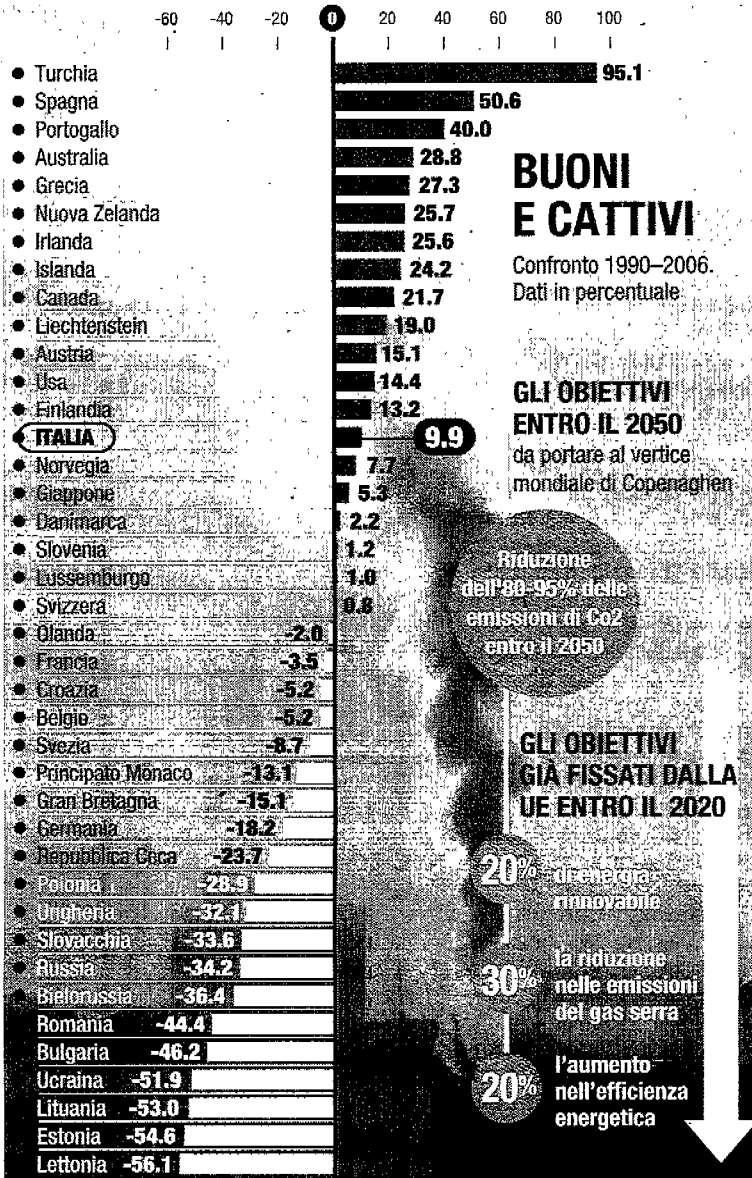 -60 -40 -20 0 20 40 60 80 100
Turchia 95.1
Spagna 50.6
Portogallo 40.0
Australia 28.8
Grecia 27.3
Nuova Zelanda 25.7
Irlanda 25.6
Islanda 24.2
Canada 21.7
Liechtenstein 19.0
Austria 15.1
Usa 14.4
Finlandia 13.2
ITALIA 9.9
Norvegia 7.7
Giappone 5.3
Danimarca 2.2
Slovenia 1.2
Lussemburgo 1.0
Svizzera 0.8
Olanda -2.0
Francia -3.5
Croazia -5.2
Belgio -5.2
Svezia -8.7
Principato Monaco -13.1
Gran Bretagna -15.1
Germania -18.2
Repubblica Ceca -23.7
Polonia -28.9
Ungheria -32.1
Slovacchia -33.6
Russia -34.2
Bielorussia -36.4
Romania -44.4
Bulgaria -46.2
Ucraina -51.9
Lituania -53.0
Estonia -54.6
Lettonia -56.1
BUONI
E CATTIVI
Confronto 1990–2006.
Dati in percentuale
GLI OBIETTIVI
ENTRO IL 2050
da portare al vertice
mondiale di Copenaghen
Riduzione
dell'80-95% delle
emissioni di Co2
entro il 2050
GLI OBIETTIVI
GIÀ FISSATI DALLA
UE ENTRO IL 2020
20%
di energia
rinnovabile
30%
la riduzione
nelle emissioni
del gas serra
20%
l'aumento
nell'efficienza
energetica